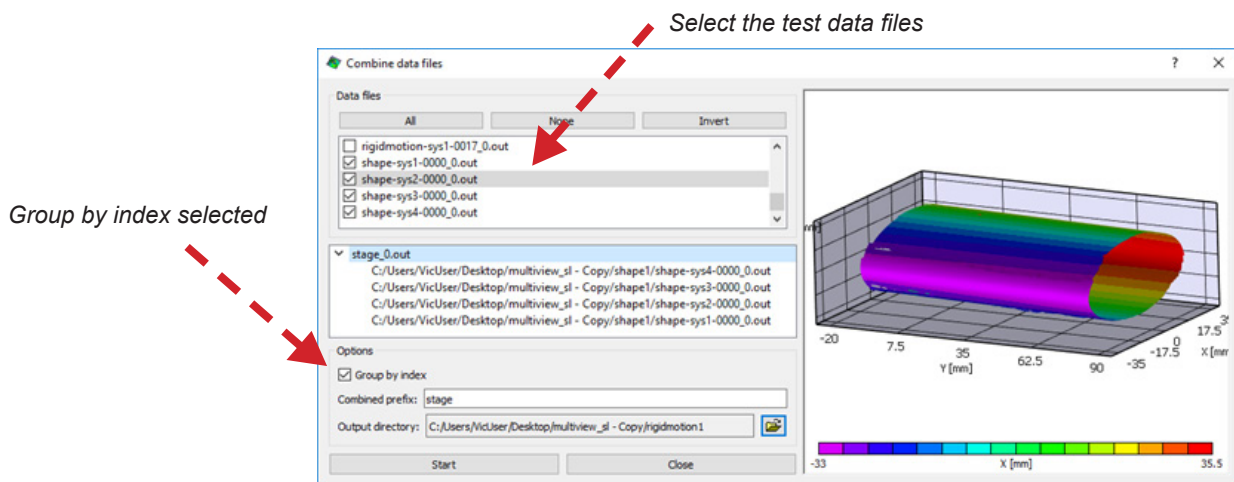 Select the test data files
Combine data files
? ×
Data files
All None Invert
rigidmotion-sys1-0017_0.out
shape-sys1-0000_0.out
shape-sys2-0000_0.out
shape-sys3-0000_0.out
shape-sys4-0000_0.out
Group by index selected
stage_0.out
C:/Users/VicUser/Desktop/multiview_sl - Copy/shape1/shape-sys4-0000_0.out
C:/Users/VicUser/Desktop/multiview_sl - Copy/shape1/shape-sys3-0000_0.out
C:/Users/VicUser/Desktop/multiview_sl - Copy/shape1/shape-sys2-0000_0.out
C:/Users/VicUser/Desktop/multiview_sl - Copy/shape1/shape-sys1-0000_0.out
Options
Group by index
Combined prefix: stage
Output directory: C:/Users/VicUser/Desktop/multiview_sl - Copy/rigidmotion1
Start Close
-20 7.5 35 62.5 90
Y [mm]
-35 -17.5 0 17.5
X [mm
-33 X [mm] 35.5